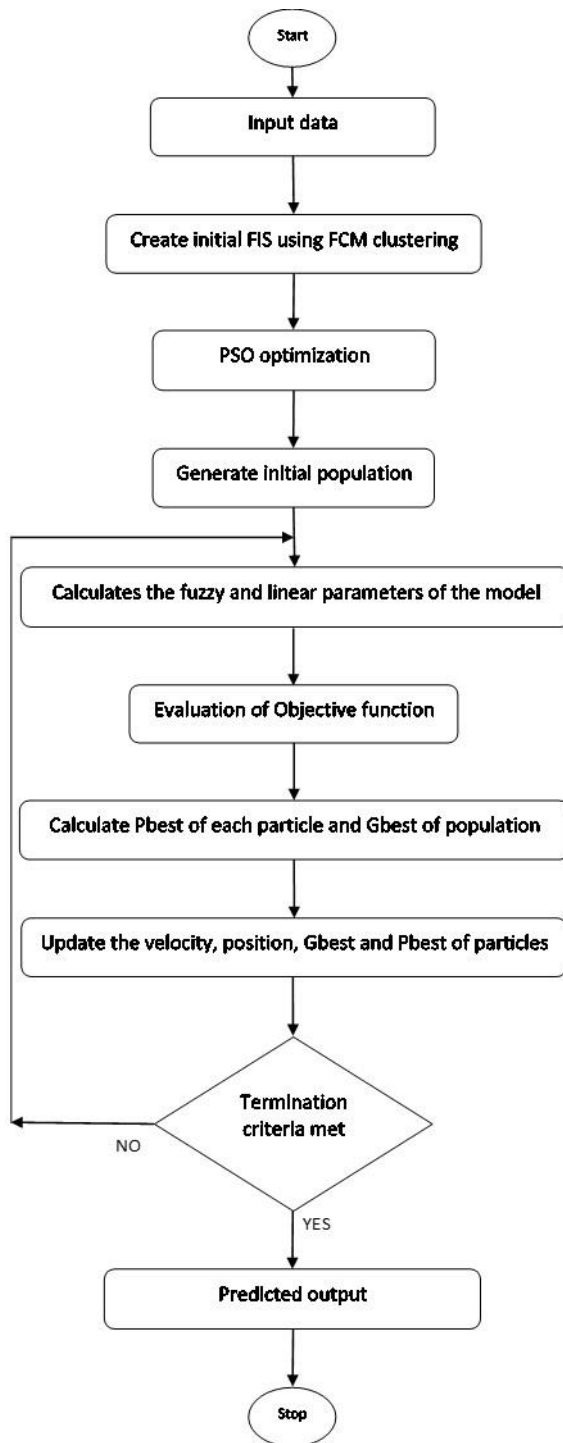 Start
Input data
Create initial FIS using FCM clustering
PSO optimization
Generate initial population
Calculates the fuzzy and linear parameters of the model
Evaluation of Objective function
Calculate Pbest of each particle and Gbest of population
Update the velocity, position, Gbest and Pbest of particles
Termination
criteria met
NO
YES
Predicted output
Stop